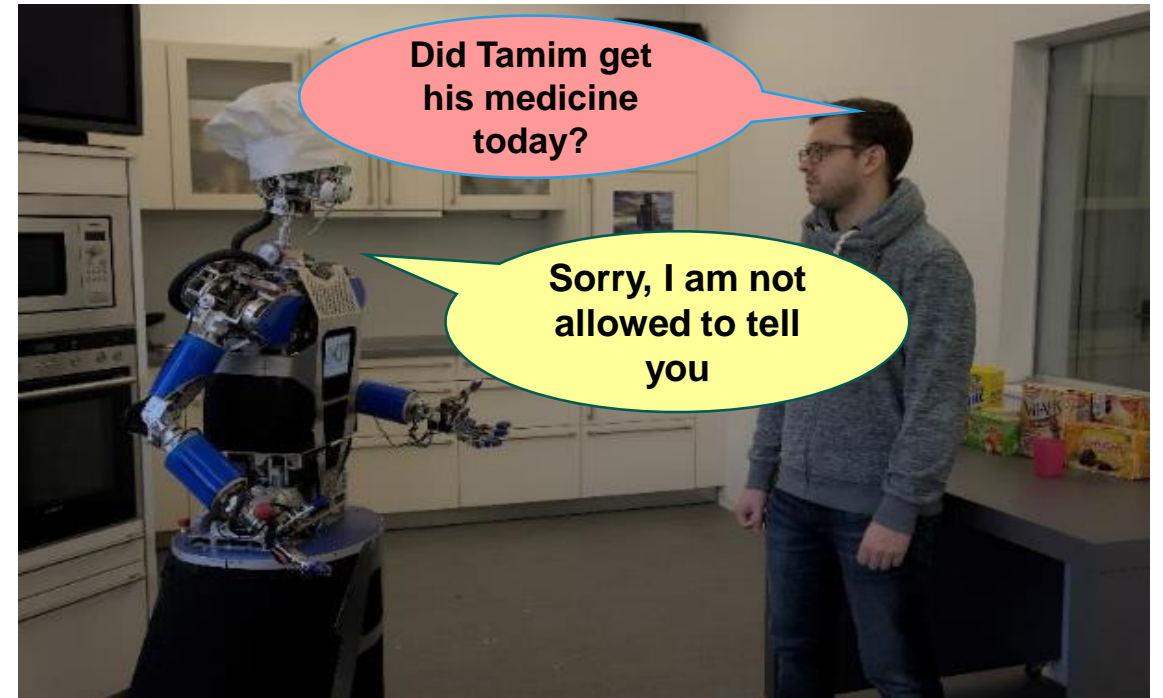 Did Tamim get
his medicine
today?
Sorry, I am not
allowed to tell
you